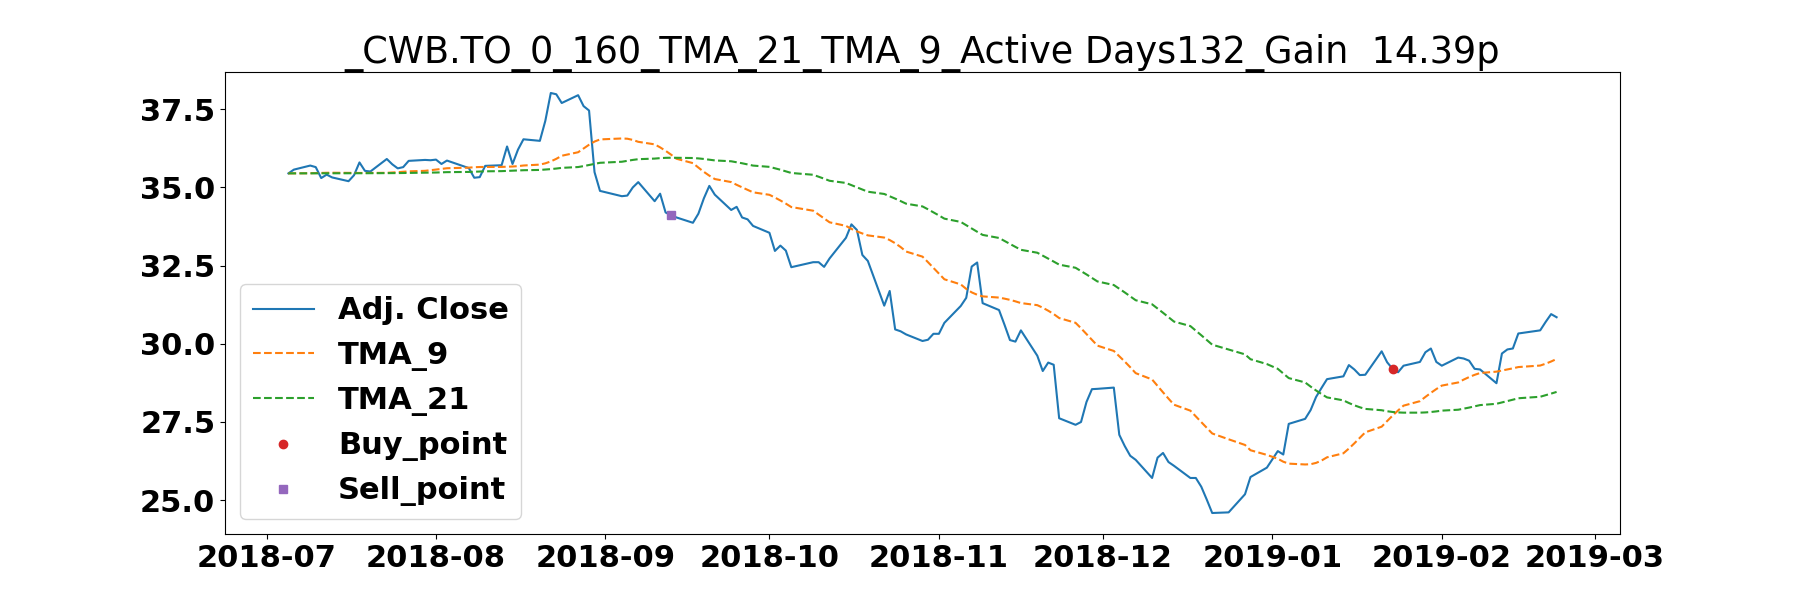 _CWB.TO_0_160_TMA_21_TMA_9_Active Days132_Gain  14.39p
37.5
35.0
32.5
30.0
27.5
25.0
Adj. Close
TMA_9
TMA_21
Buy_point
Sell_point
2018-07 2018-08 2018-09 2018-10 2018-11 2018-12 2019-01 2019-02 2019-03